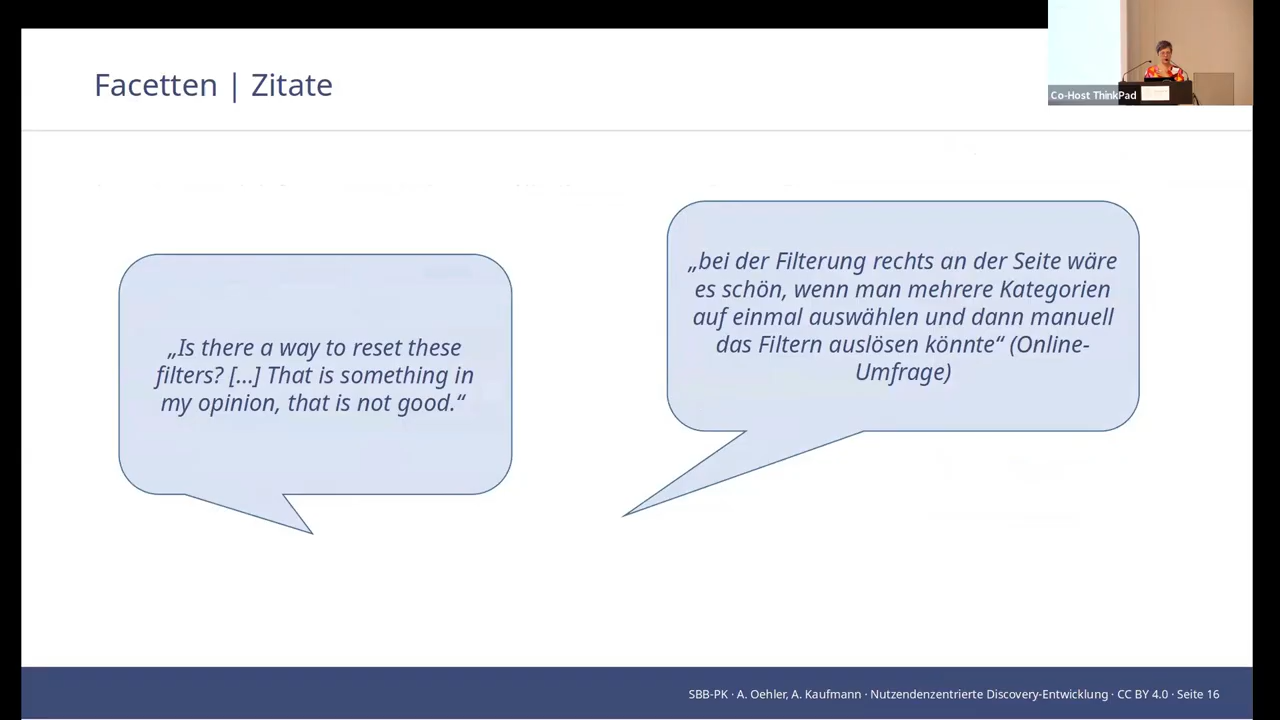 Facetten | Zitate
Co-Host ThinkPad
„Is there a way to reset these
filters? [...] That is something in
my opinion, that is not good.“
„bei der Filterung rechts an der Seite wäre
es schön, wenn man mehrere Kategorien
auf einmal auswählen und dann manuell
das Filtern auslösen könnte“ (Online-
Umfrage)
SBB-PK · A. Oehler, A. Kaufmann · Nutzendenzentrierte Discovery-Entwicklung · CC BY 4.0 · Seite 16